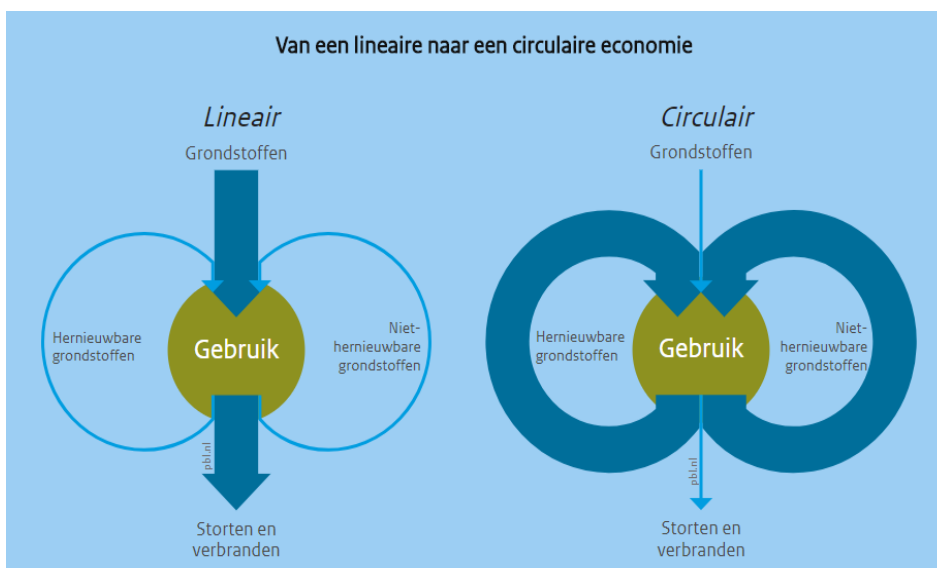 Van een lineaire naar een circulaire economie
Lineair
Grondstoffen
Hernieuwbare
grondstoffen
Gebruik
Niet-
hernieuwbare
grondstoffen
pbl.nl
Storten en
verbranden
Circulair
Grondstoffen
Hernieuwbare
grondstoffen
Gebruik
Niet-
hernieuwbare
grondstoffen
pbl.nl
Storten en
verbranden